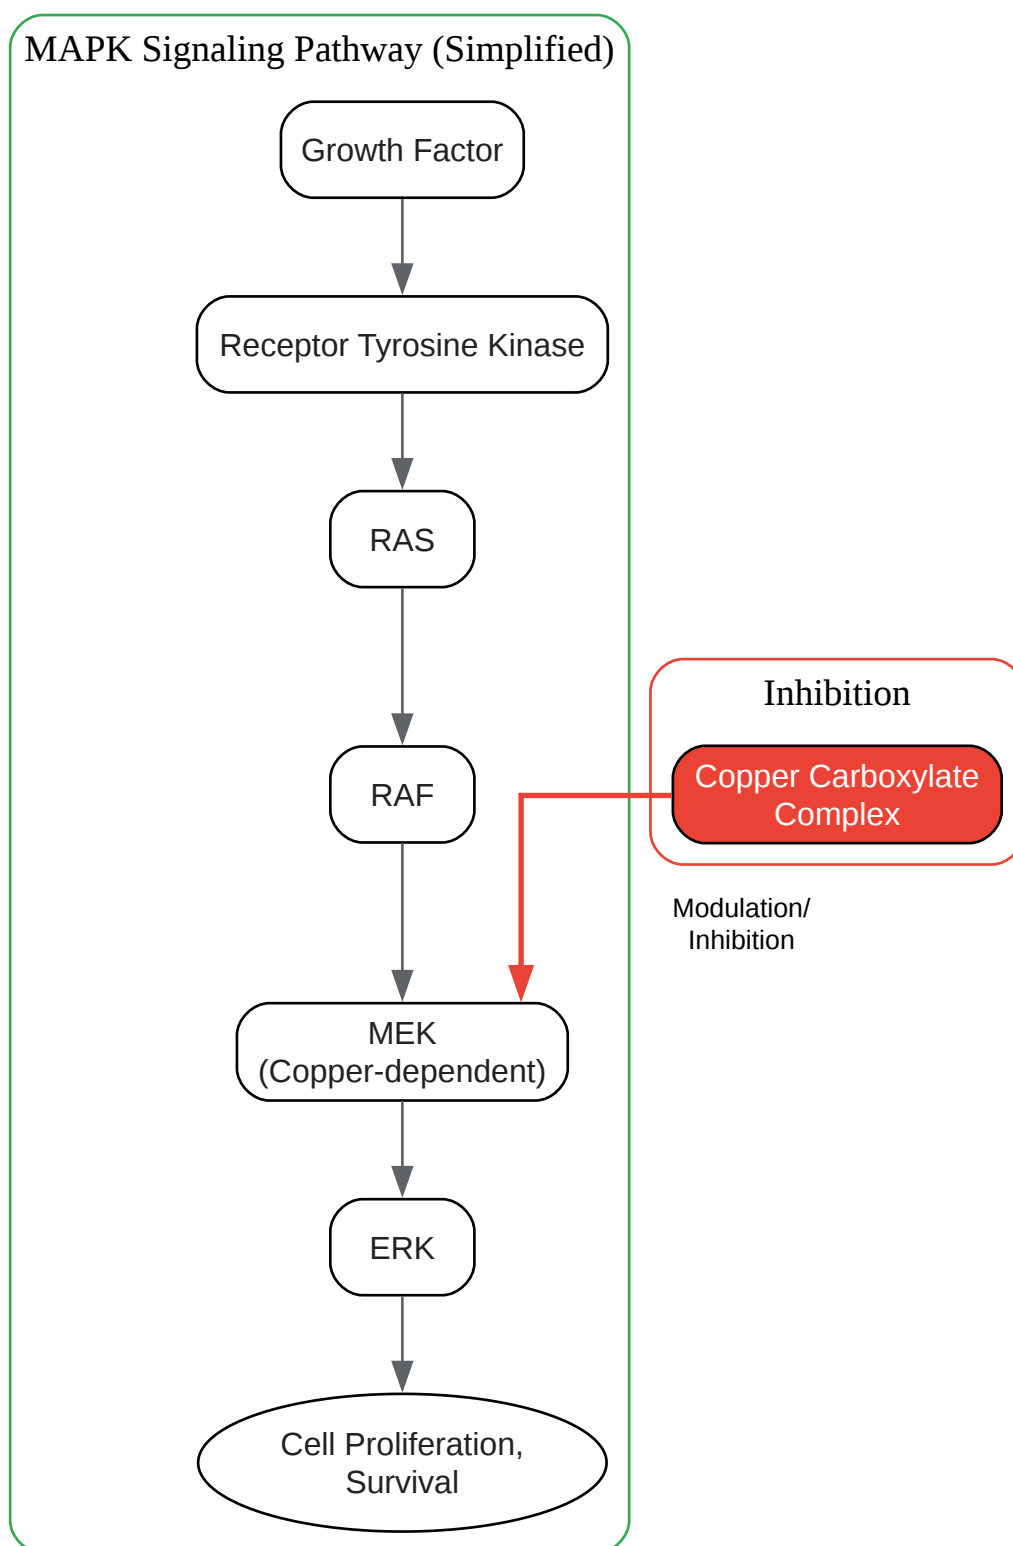 MAPK Signaling Pathway (Simplified)
Growth Factor
Receptor Tyrosine Kinase
RAS
RAF
Inhibition
Copper Carboxylate
Complex
Modulation/
Inhibition
MEK
(Copper-dependent)
ERK
Cell Proliferation,
Survival